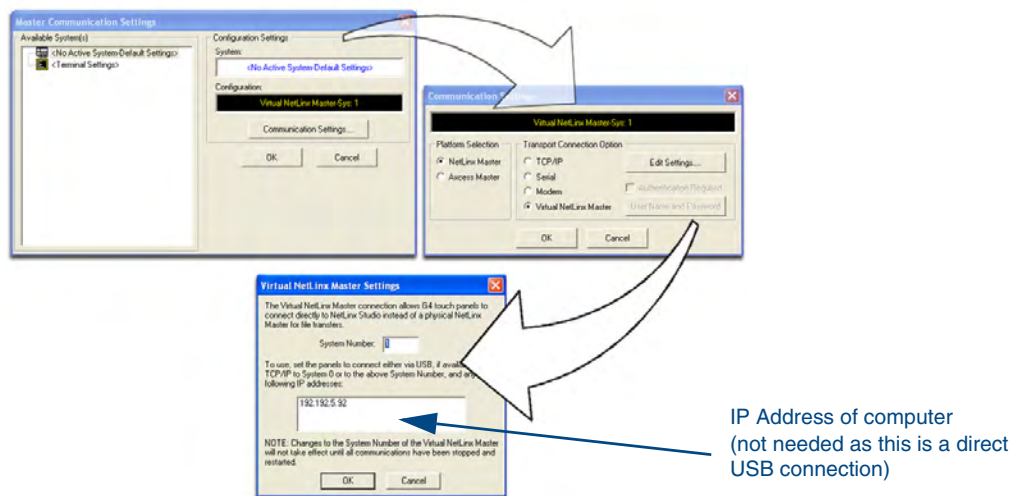 Master Communication Settings
Available System(s)
<No Active System-Default Settings>
<Terminal Settings>
Configuration Settings
System:
<No Active System-Default Settings>
Configuration:
Virtual NetLinx Master-Sys: 1
Communication Settings...
OK Cancel
Communication
Virtual NetLinx Master-Sys: 1
Platform Selection
NetLinx Master
Axcess Master
Transport Connection Option
TCP/IP
Serial
Modem
Virtual NetLinx Master
Edit Settings...
Authentication Required
User Name and Password
OK Cancel
Virtual NetLinx Master Settings
The Virtual NetLinx Master connection allows G4 touch panels to
connect directly to NetLinx Studio instead of a physical NetLinx
Master for file transfers.
System Number: 1
To use, set the panels to connect either via USB, if
TCP/IP to System 0 or to the above System Number, and
following IP addresses:
192.192.5.92
NOTE: Changes to the System Number of the Virtual NetLinx Master
will not take effect until all communications have been stopped and
restarted.
OK Cancel
IP Address of computer
(not needed as this is a direct
USB connection)